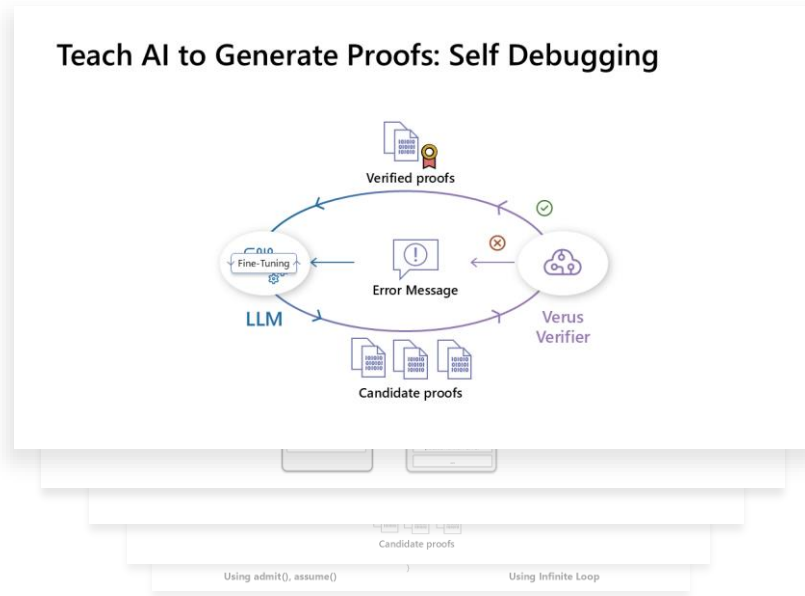 Teach AI to Generate Proofs: Self Debugging
Verified proofs
Fine-Tuning
Error Message
LLM
Verus
Verifier
Candidate proofs
Candidate proofs
Using admit(), assume()
Using Infinite Loop